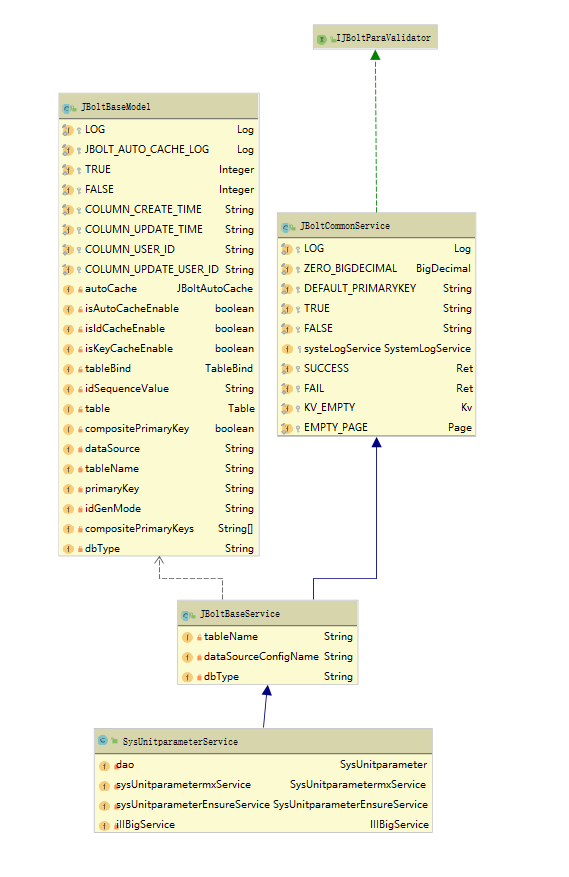 IJBoltParaValidator
JBoltBaseModel
LOG Log
JBOLT_AUTO_CACHE_LOG Log
TRUE Integer
FALSE Integer
COLUMN_CREATE_TIME String
COLUMN_UPDATE_TIME String
COLUMN_USER_ID String
COLUMN_UPDATE_USER_ID String
autoCache JBoltAutoCache
isAutoCacheEnable boolean
isIdCacheEnable boolean
isKeyCacheEnable boolean
tableBind TableBind
idSequenceValue String
table Table
compositePrimaryKey boolean
dataSource String
tableName String
primaryKey String
idGenMode String
compositePrimaryKeys String[]
dbType String
JBoltCommonService
LOG Log
ZERO_BIGDECIMAL BigDecimal
DEFAULT_PRIMARYKEY String
TRUE String
FALSE String
systeLogService SystemLogService
SUCCESS Ret
FAIL Ret
KV_EMPTY Kv
EMPTY_PAGE Page
JBoltBaseService
tableName String
dataSourceConfigName String
dbType String
SysUnitparameterService
dao SysUnitparameter
sysUnitparametermxService SysUnitparametermxService
sysUnitparameterEnsureService SysUnitparameterEnsureService
illBigService IllBigService